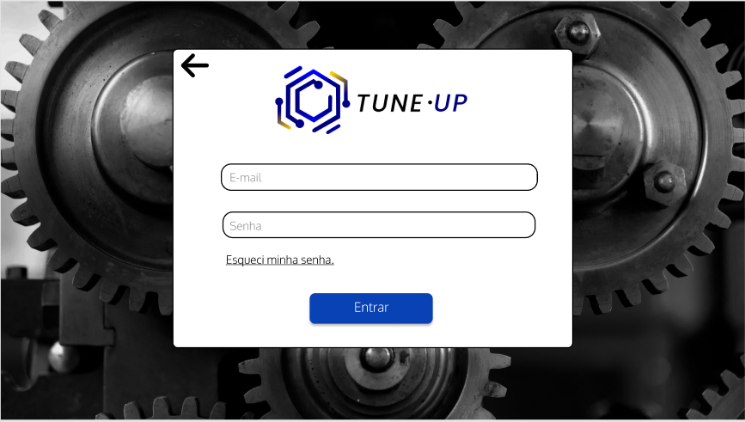 TUNE·UP
E-mail
Senha
Esqueci minha senha.
Entrar